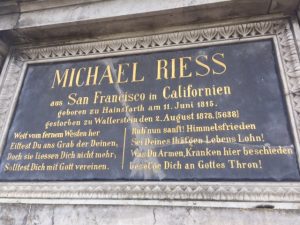 MICHAEL RIESS
aus San Francisco in Californien
geboren zu Hainsfarth am 11. Juni 1815.
gestorben zu Wallerstein den 2. August 1878. [5638]
Weit vom fernen Westen her
Eiltest Du ans Grab der Deinen,
Doch sie liessen Dich nicht mehr,
Solltest Dich mit Gott vereinen.
Ruh' nun sanft! Himmelsfrieden
Sei Deines thät'gen Lebens Lohn!
Was Du Armen, Kranken hier beschieden
Dich an Gottes Thron!